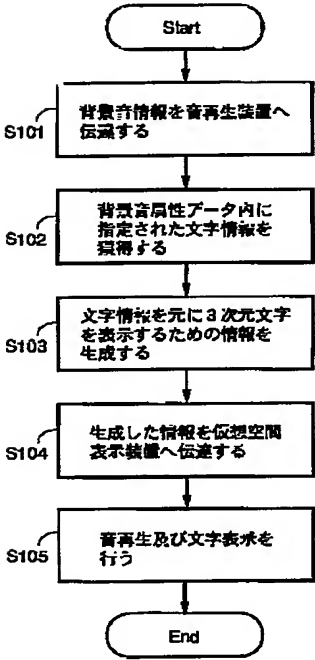 Start
S101
背景音情報を音再生装置へ
伝達する
S102
背景音属性データ内に
指定された文字情報を
獲得する
S103
文字情報を元に3次元文字
を表示するための情報を
生成する
S104
生成した情報を仮想空間
表示装置へ伝達する
S105
音再生及び文字表示を
行う
End